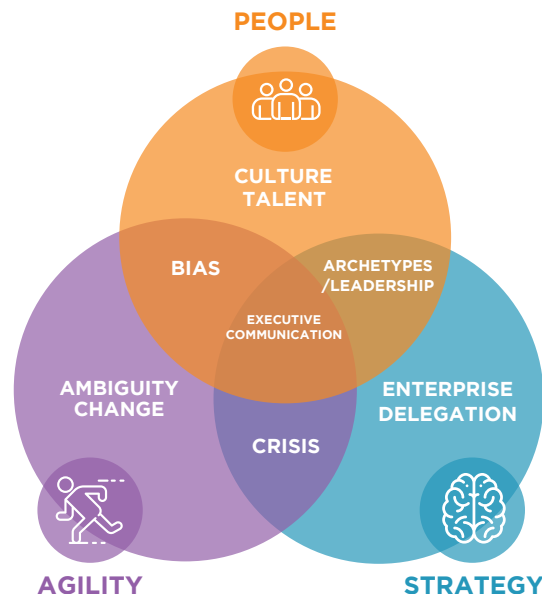 PEOPLE
CULTURE
TALENT
BIAS
ARCHETYPES
/LEADERSHIP
EXECUTIVE
COMMUNICATION
AMBIGUITY
CHANGE
ENTERPRISE
DELEGATION
CRISIS
AGILITY
STRATEGY